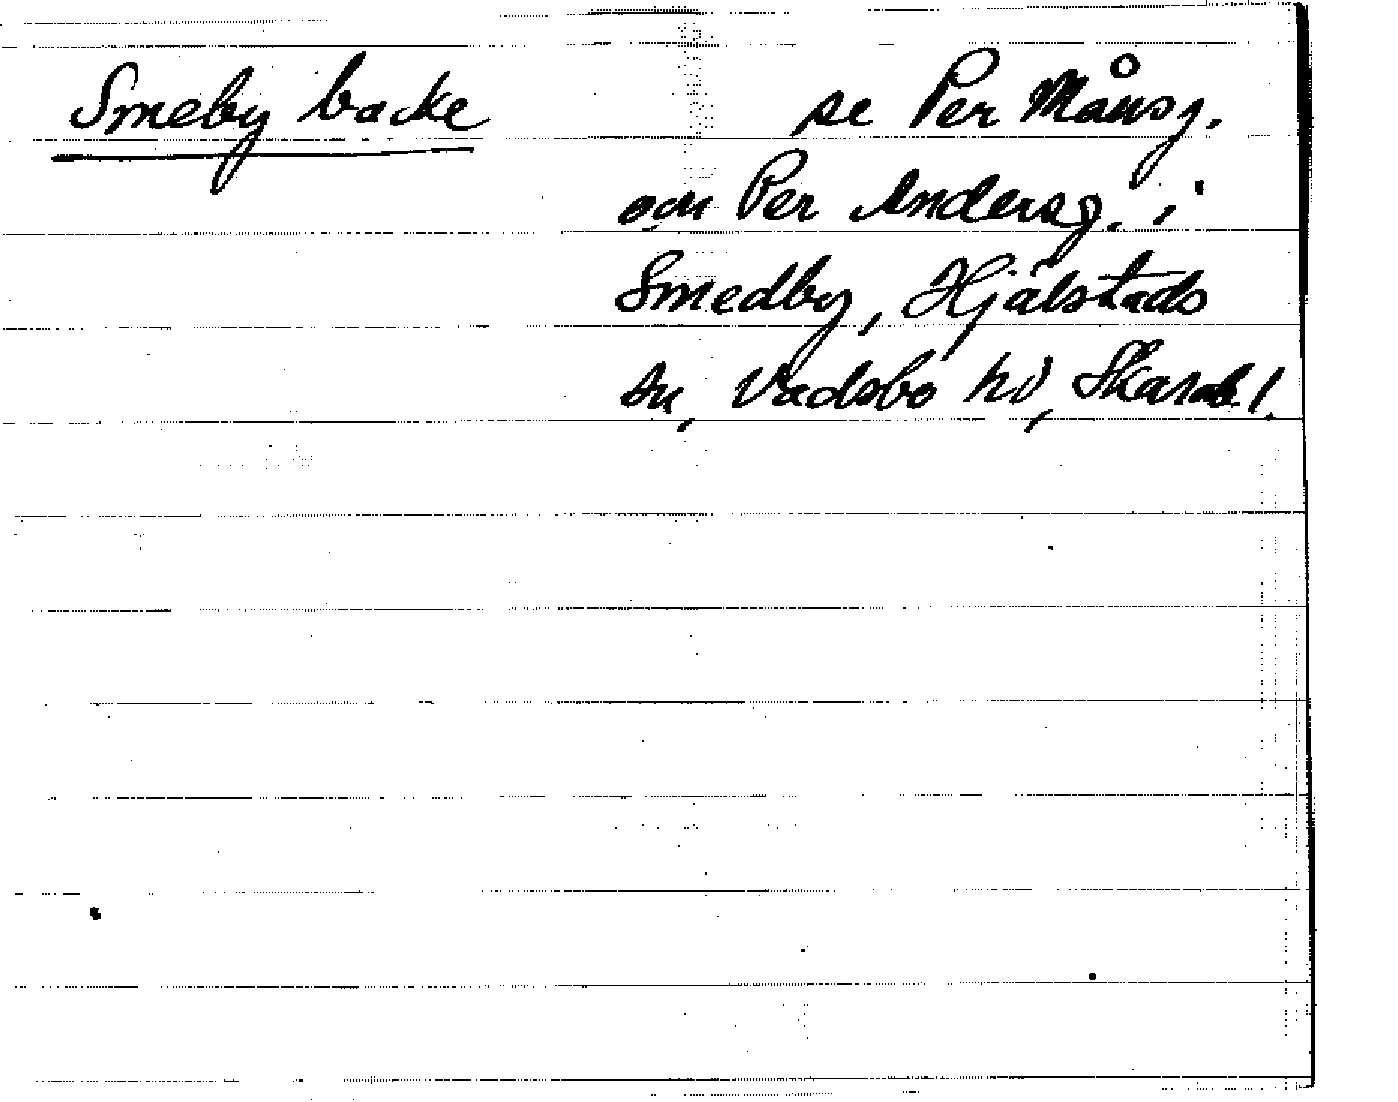 Smeby backe se Per Månsz.
och Per Andersz. i
Smedby, Hjälstads
sn, Vadsbo hd, Skarab. l.